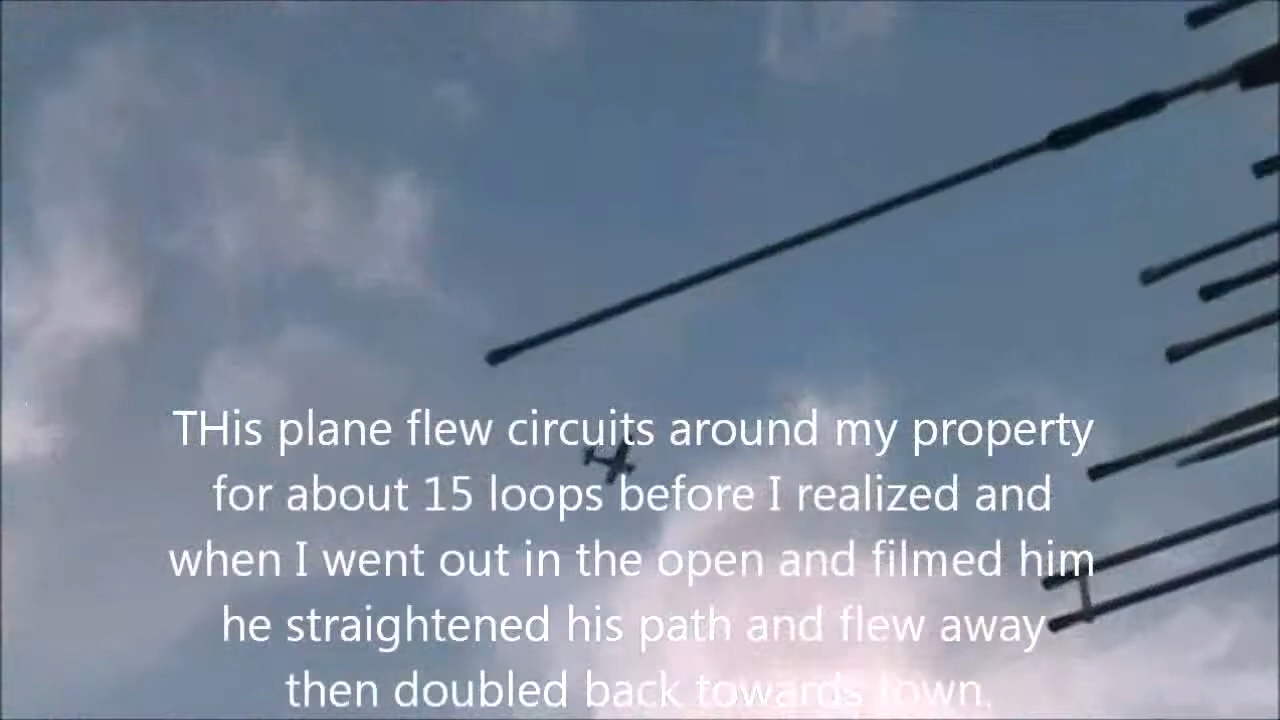 THis plane flew circuits around my property
for about 15 loops before I realized and
when I went out in the open and filmed him
he straightened his path and flew away
then doubled back towards town.